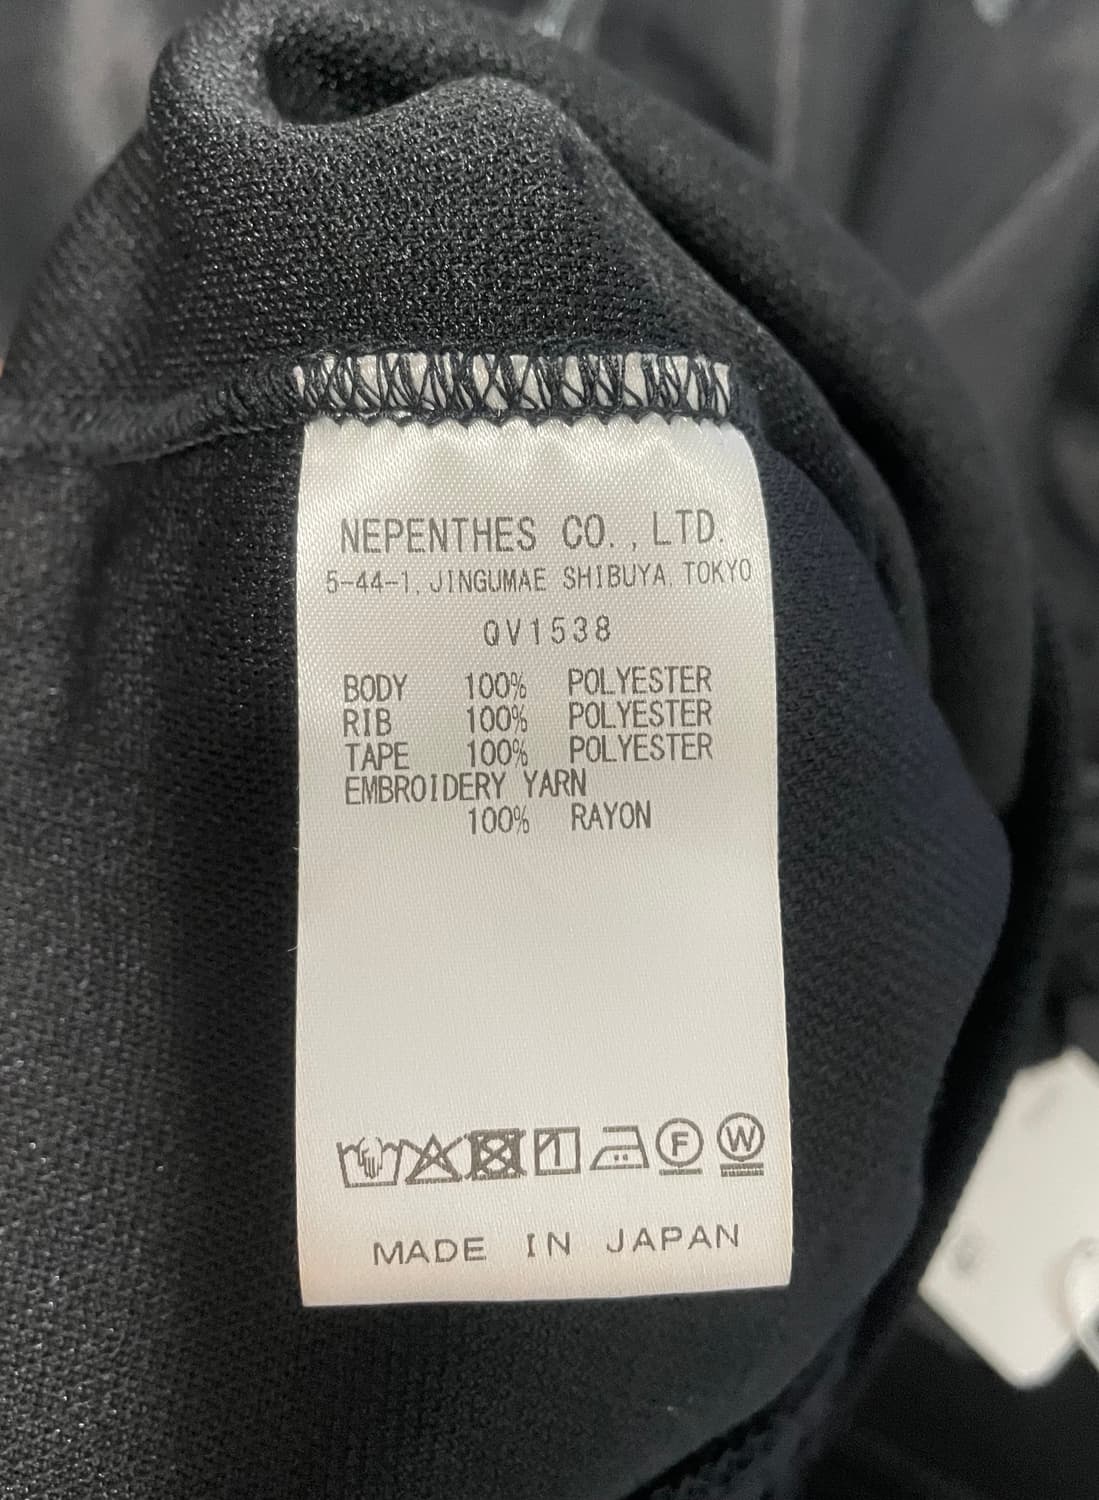 NEPENTHES CO., LTD.
5-44-1, JINGUMAE SHIBUYA, TOKYO
QV1538
BODY 100% POLYESTER
RIB 100% POLYESTER
TAPE 100% POLYESTER
EMBROIDERY YARN
100% RAYON
F W
MADE IN JAPAN